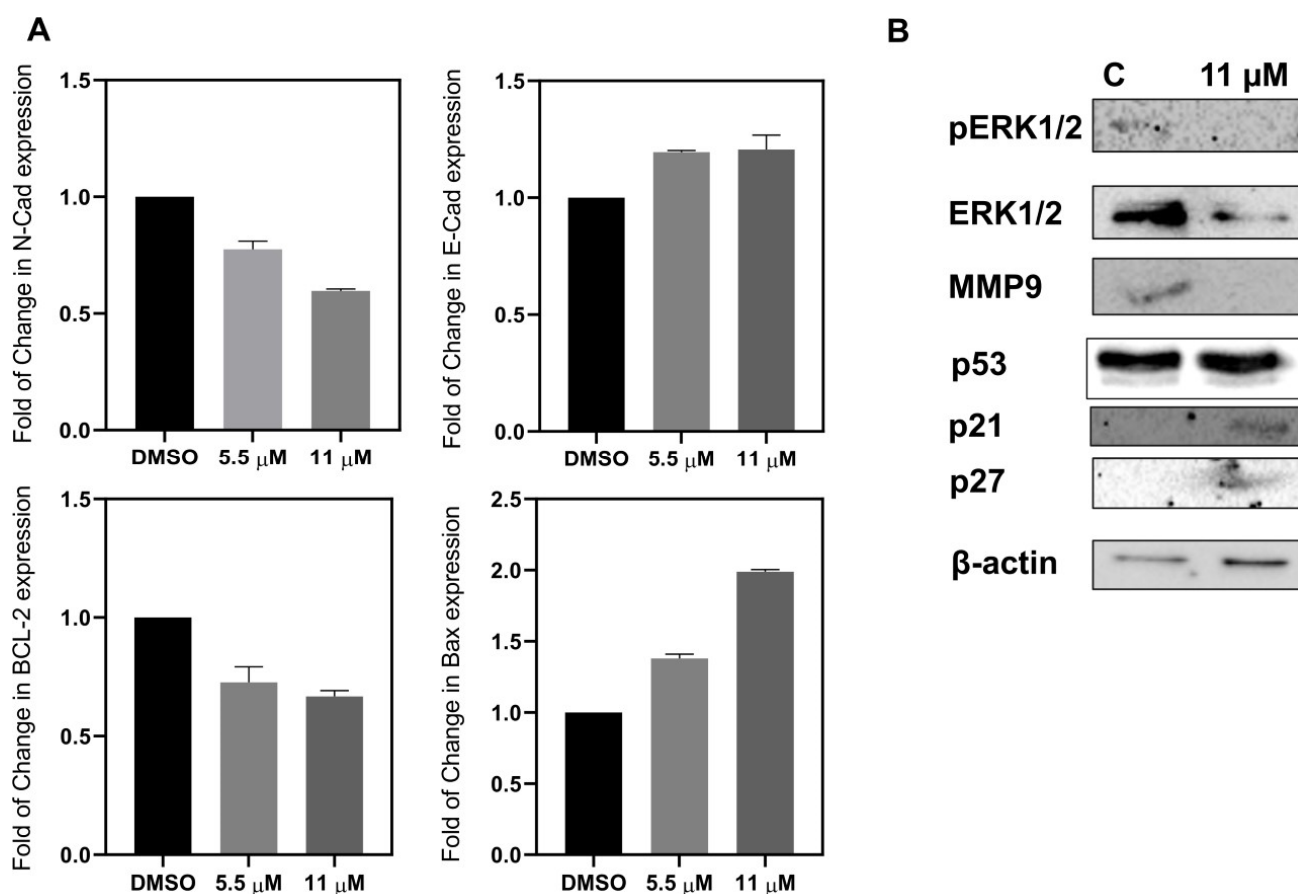 A
Fold of Change in N-Cad expression
1.5
1.0
0.5
0.0
DMSO 5.5 μM 11 μM
Fold of Change in E-Cad expression
1.5
1.0
0.5
0.0
DMSO 5.5 μM 11 μM
Fold of Change in BCL-2 expression
1.5
1.0
0.5
0.0
DMSO 5.5 μM 11 μM
Fold of Change in Bax expression
2.5
2.0
1.5
1.0
0.5
0.0
DMSO 5.5 μM 11 μM
B
C 11 μM
pERK1/2
ERK1/2
MMP9
p53
p21
p27
β-actin